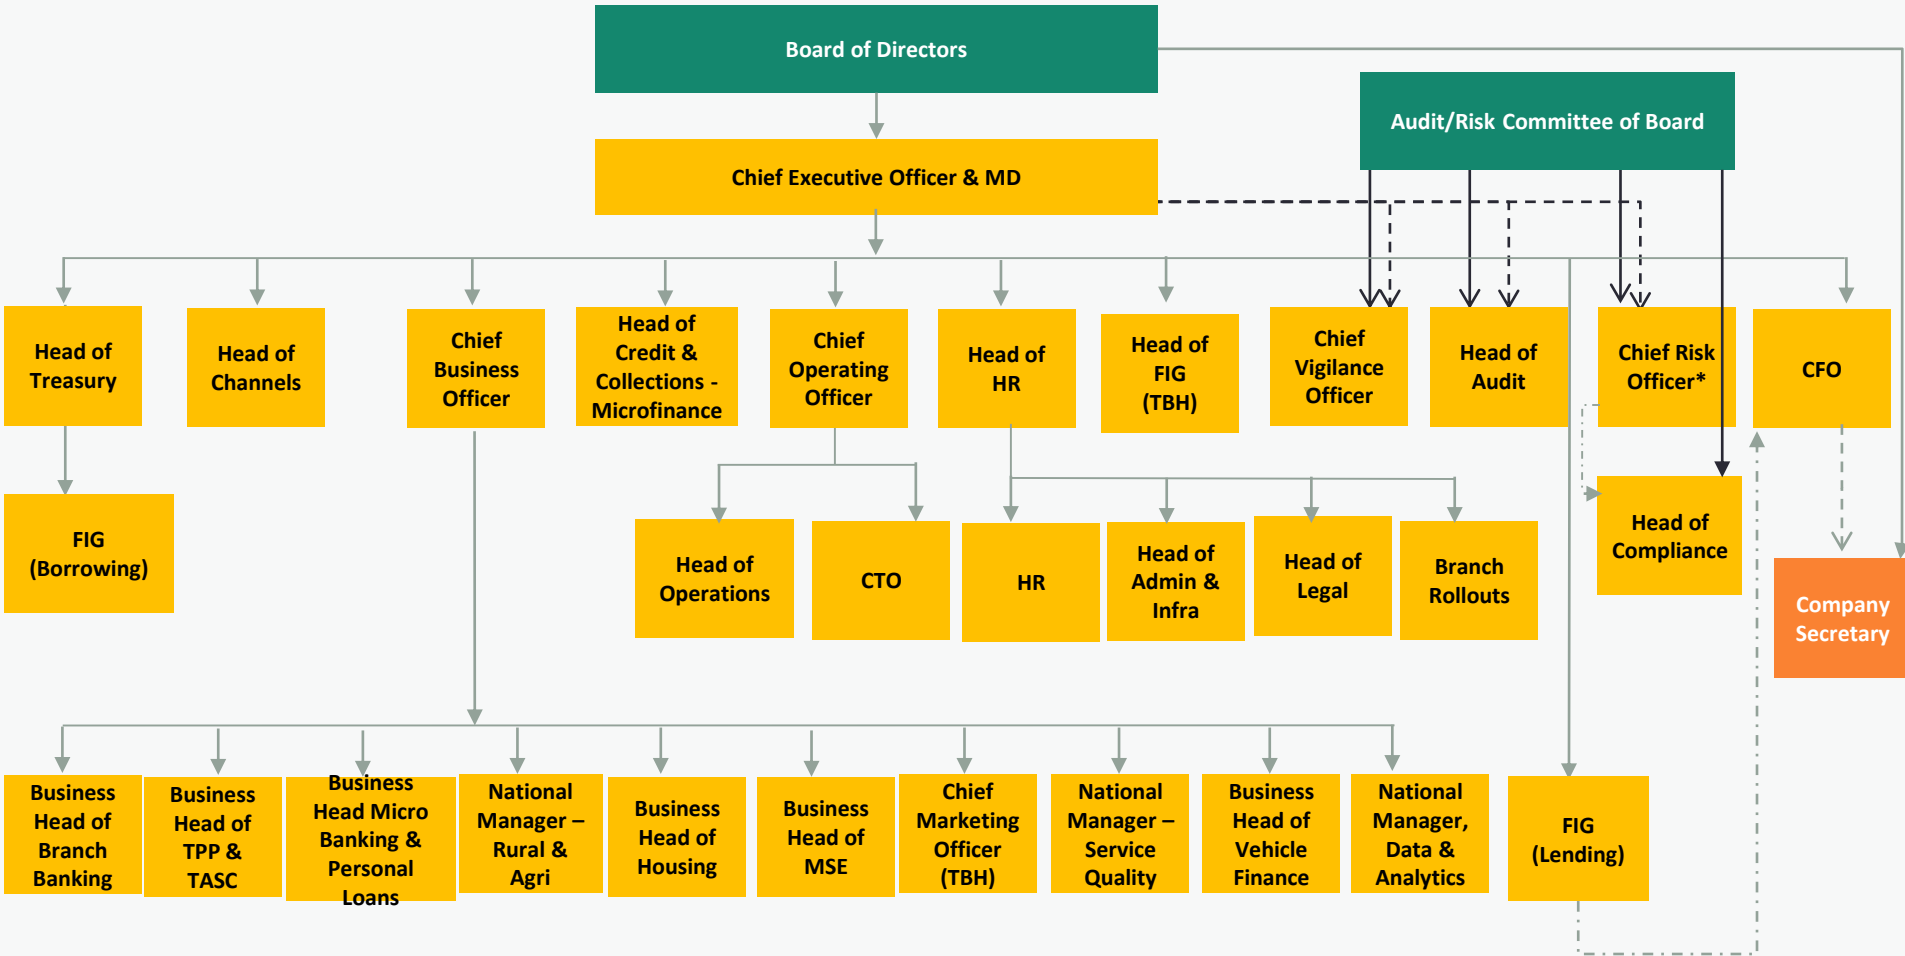 Board of Directors
Audit/Risk Committee of Board
Chief Executive Officer & MD
Head of
Treasury
Head of
Channels
Chief
Business
Officer
Head of
Credit &
Collections -
Microfinance
Chief
Operating
Officer
Head of
HR
Head of
FIG
(TBH)
Chief
Vigilance
Officer
Head of
Audit
Chief Risk
Officer*
CFO
FIG
(Borrowing)
Head of
Operations
CTO
HR
Head of
Admin &
Infra
Head of
Legal
Branch
Rollouts
Head of
Compliance
Company
Secretary
Business
Head of
Branch
Banking
Business
Head of
TPP &
TASC
Business
Head Micro
Banking &
Personal
Loans
National
Manager –
Rural &
Agri
Business
Head of
Housing
Business
Head of
MSE
Chief
Marketing
Officer
(TBH)
National
Manager –
Service
Quality
Business
Head of
Vehicle
Finance
National
Manager,
Data &
Analytics
FIG
(Lending)